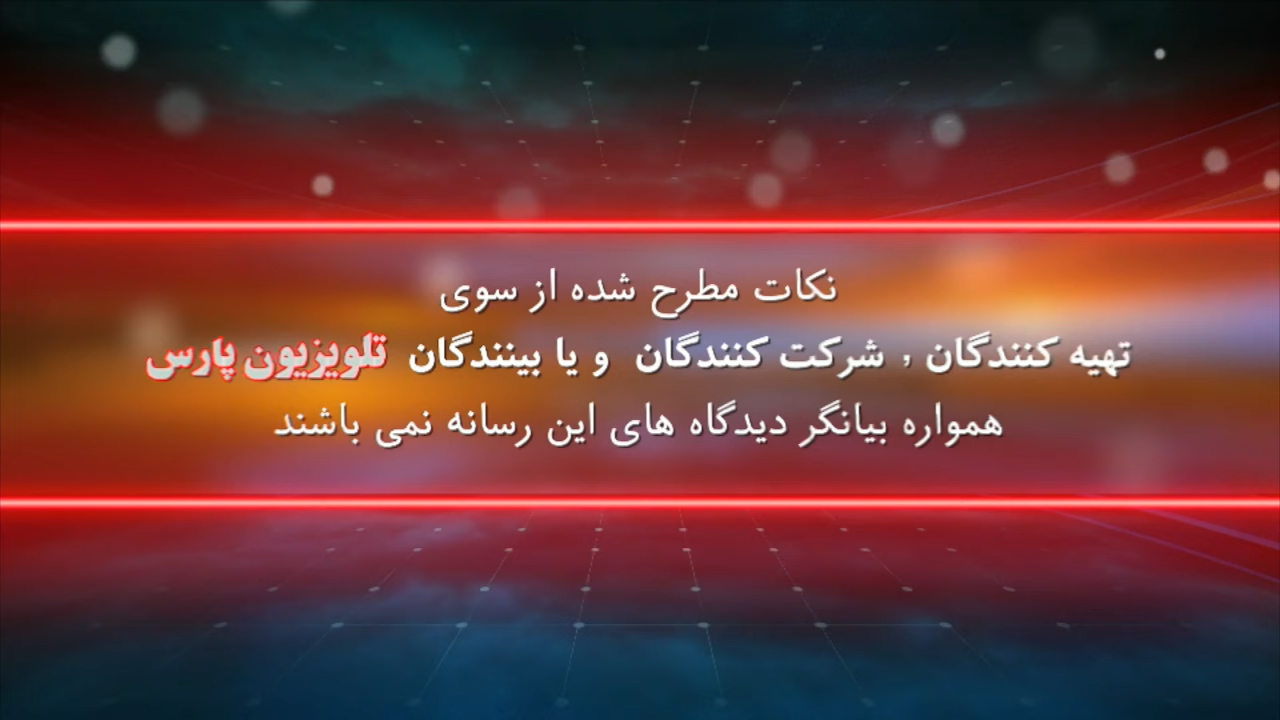 نکات مطرح شده از سوی
تهیه کنندگان , شرکت کنندگان و یا بینندگان تلویزیون پارس
همواره بیانگر دیدگاه های این رسانه نمی باشند